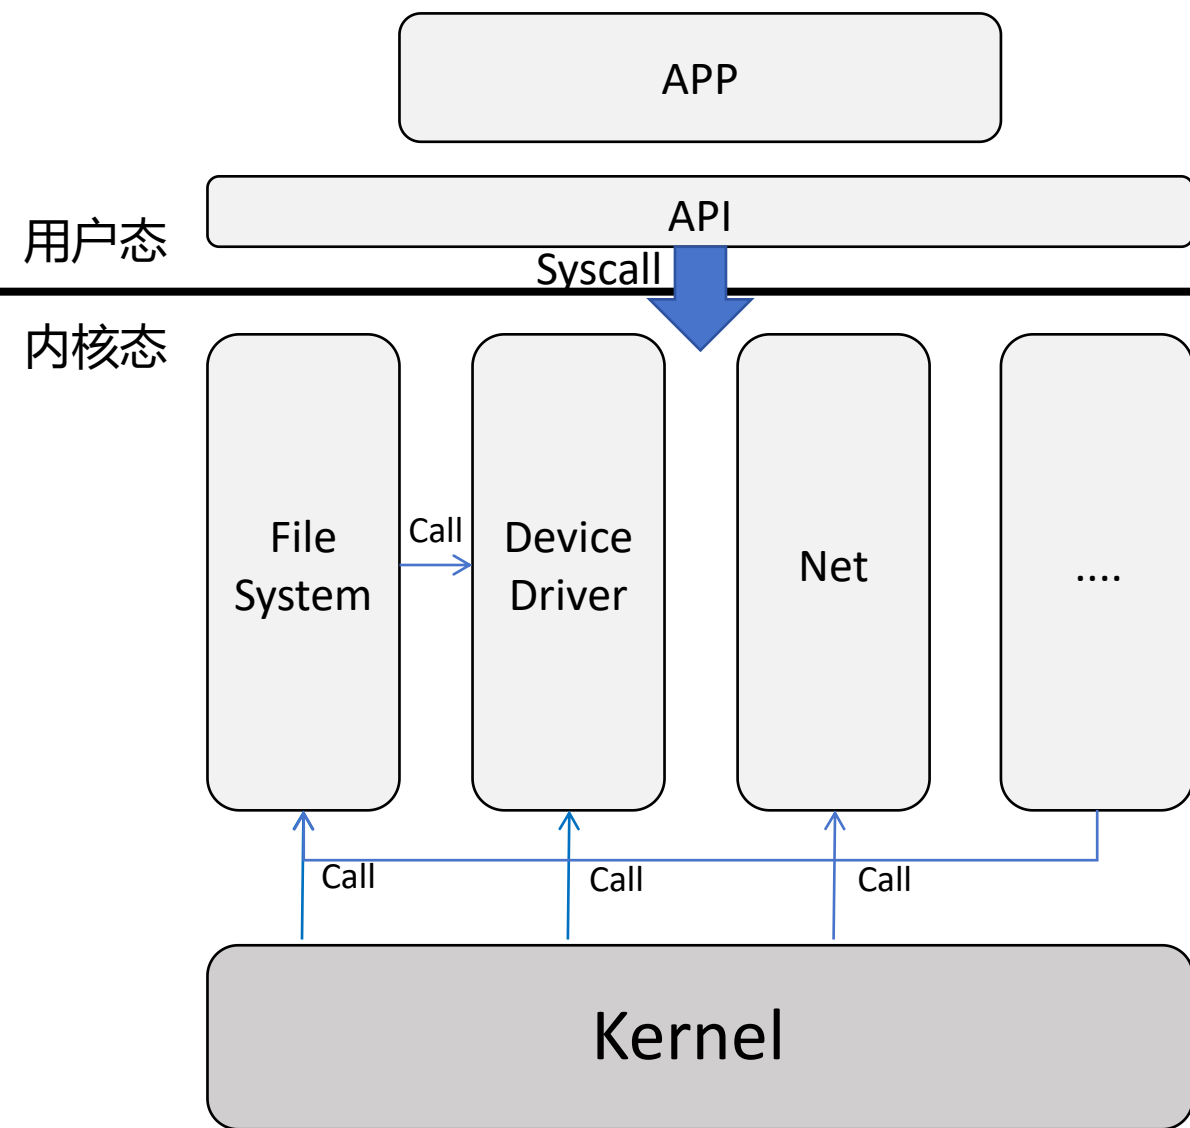 APP
API
用户态
Syscall
内核态
File
System
Call
Device
Driver
Net
....
Call
Call
Call
Kernel